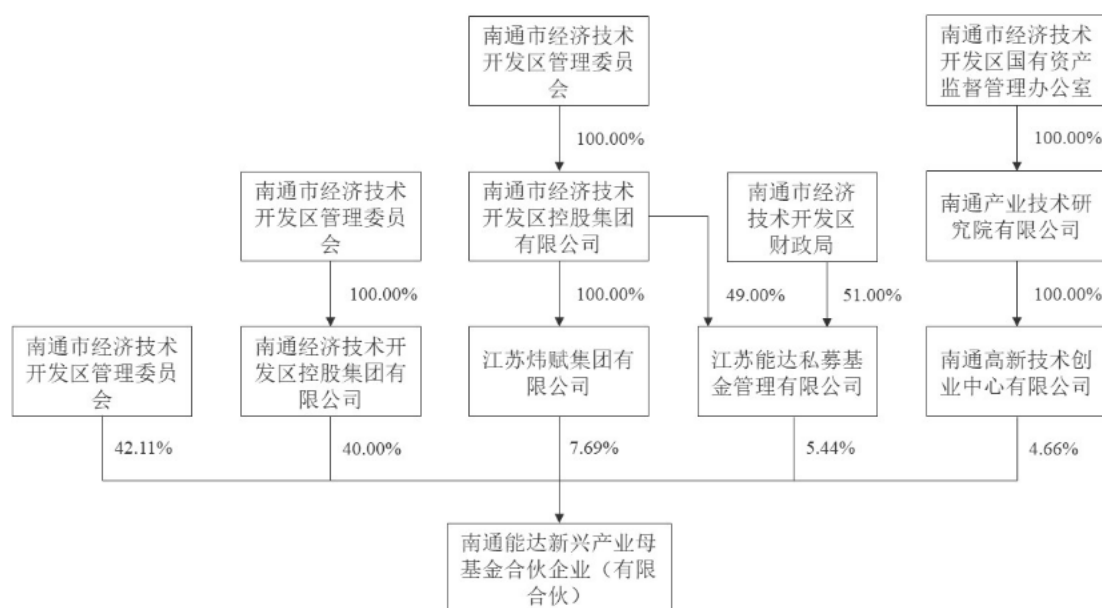 南通市经济技术
开发区管理委员
会
南通市经济技术
开发区国有资产
监督管理办公室
100.00%
100.00%
南通市经济技术
开发区管理委员
会
南通市经济技术
开发区控股集团
有限公司
南通市经济
技术开发区
财政局
南通产业技术研
究院有限公司
100.00%
100.00%
49.00%
51.00%
100.00%
南通市经济技术
开发区管理委员
会
南通经济技术开
发区控股集团有
限公司
江苏炜赋集团有
限公司
江苏能达私募基
金管理有限公司
南通高新技术创
业中心有限公司
42.11%
40.00%
7.69%
5.44%
4.66%
南通能达新兴产业母
基金合伙企业（有限
合伙）